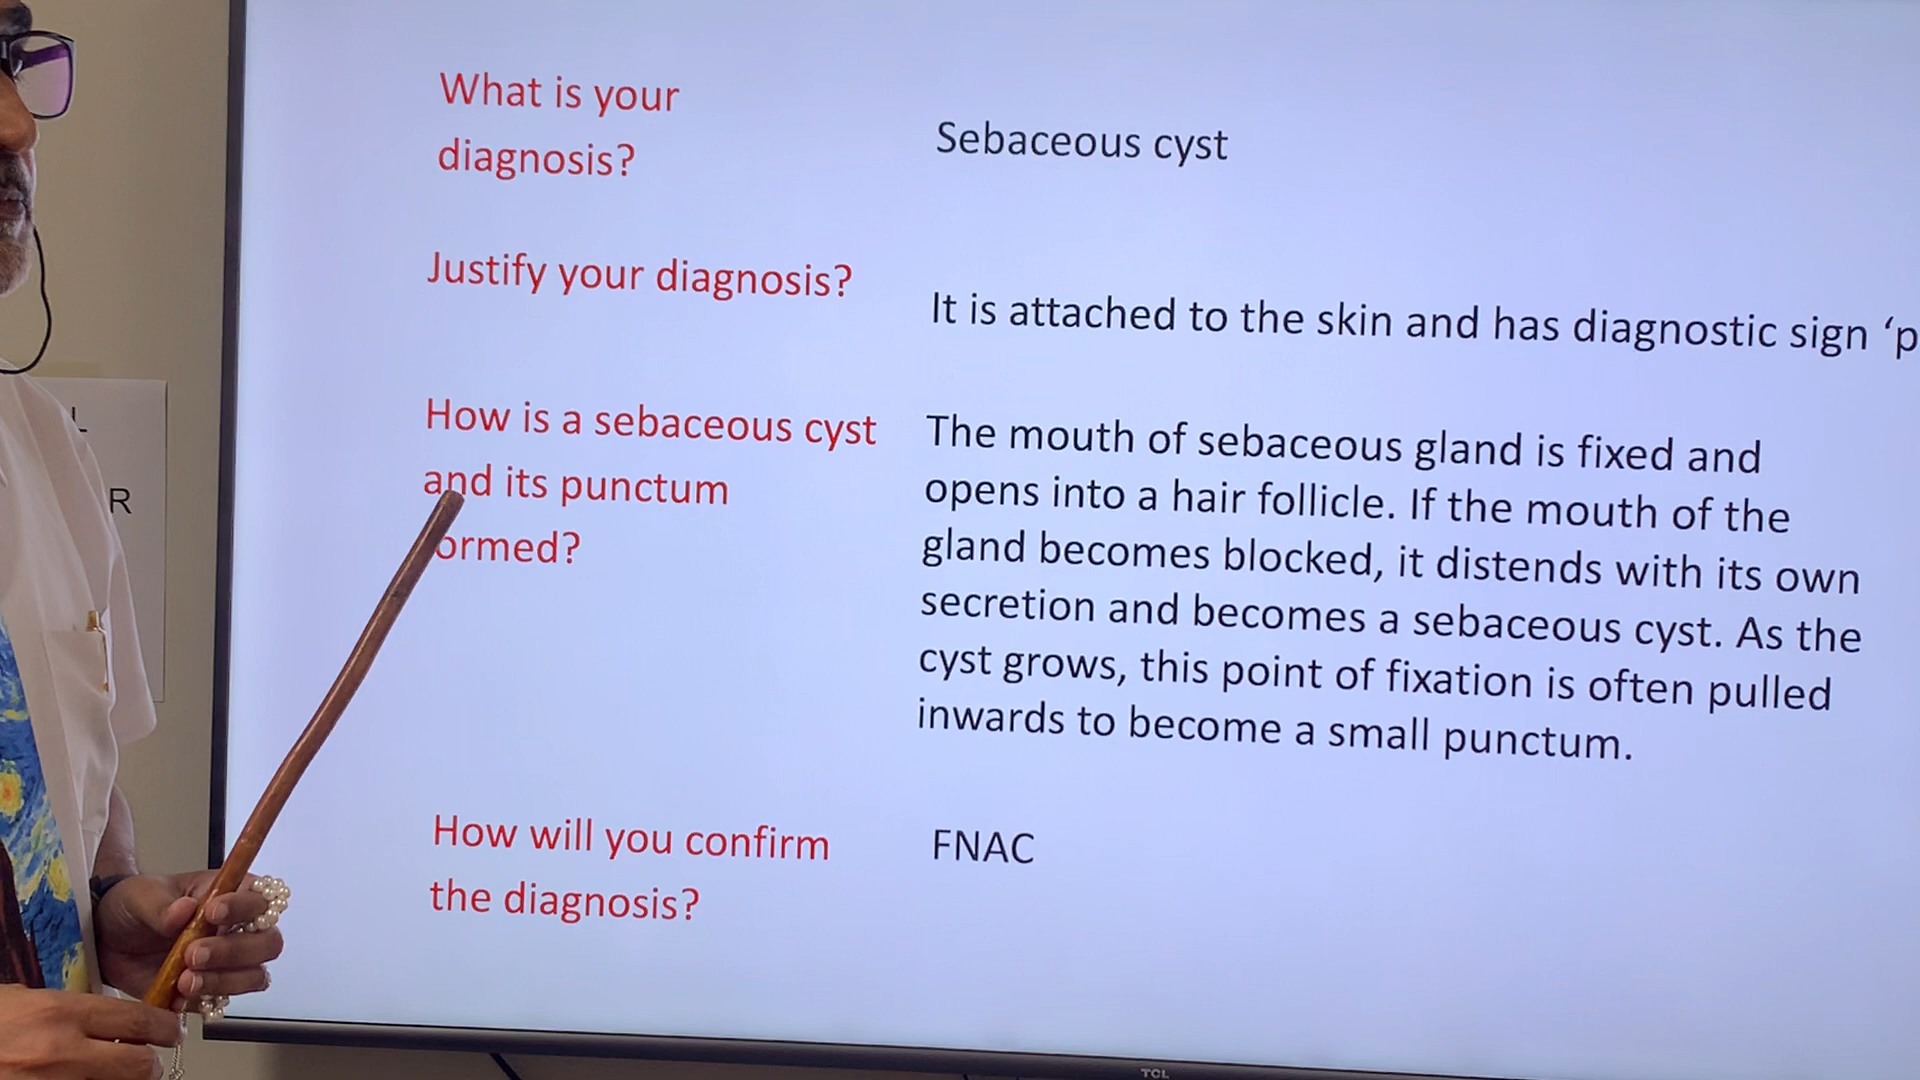 What is your
diagnosis?
Sebaceous cyst
Justify your diagnosis?
It is attached to the skin and has diagnostic sign
How is a sebaceous cyst
and its punctum
ormed?
The mouth of sebaceous gland is fixed and
opens into a hair follicle. If the mouth of the
gland becomes blocked, it distends with its own
secretion and becomes a sebaceous cyst. As the
cyst grows, this point of fixation is often pulled
inwards to become a small punctum.
How will you confirm
the diagnosis?
FNAC
L
R
TCL